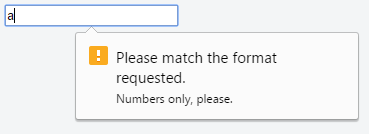 a
Please match the format
requested.
Numbers only, please.